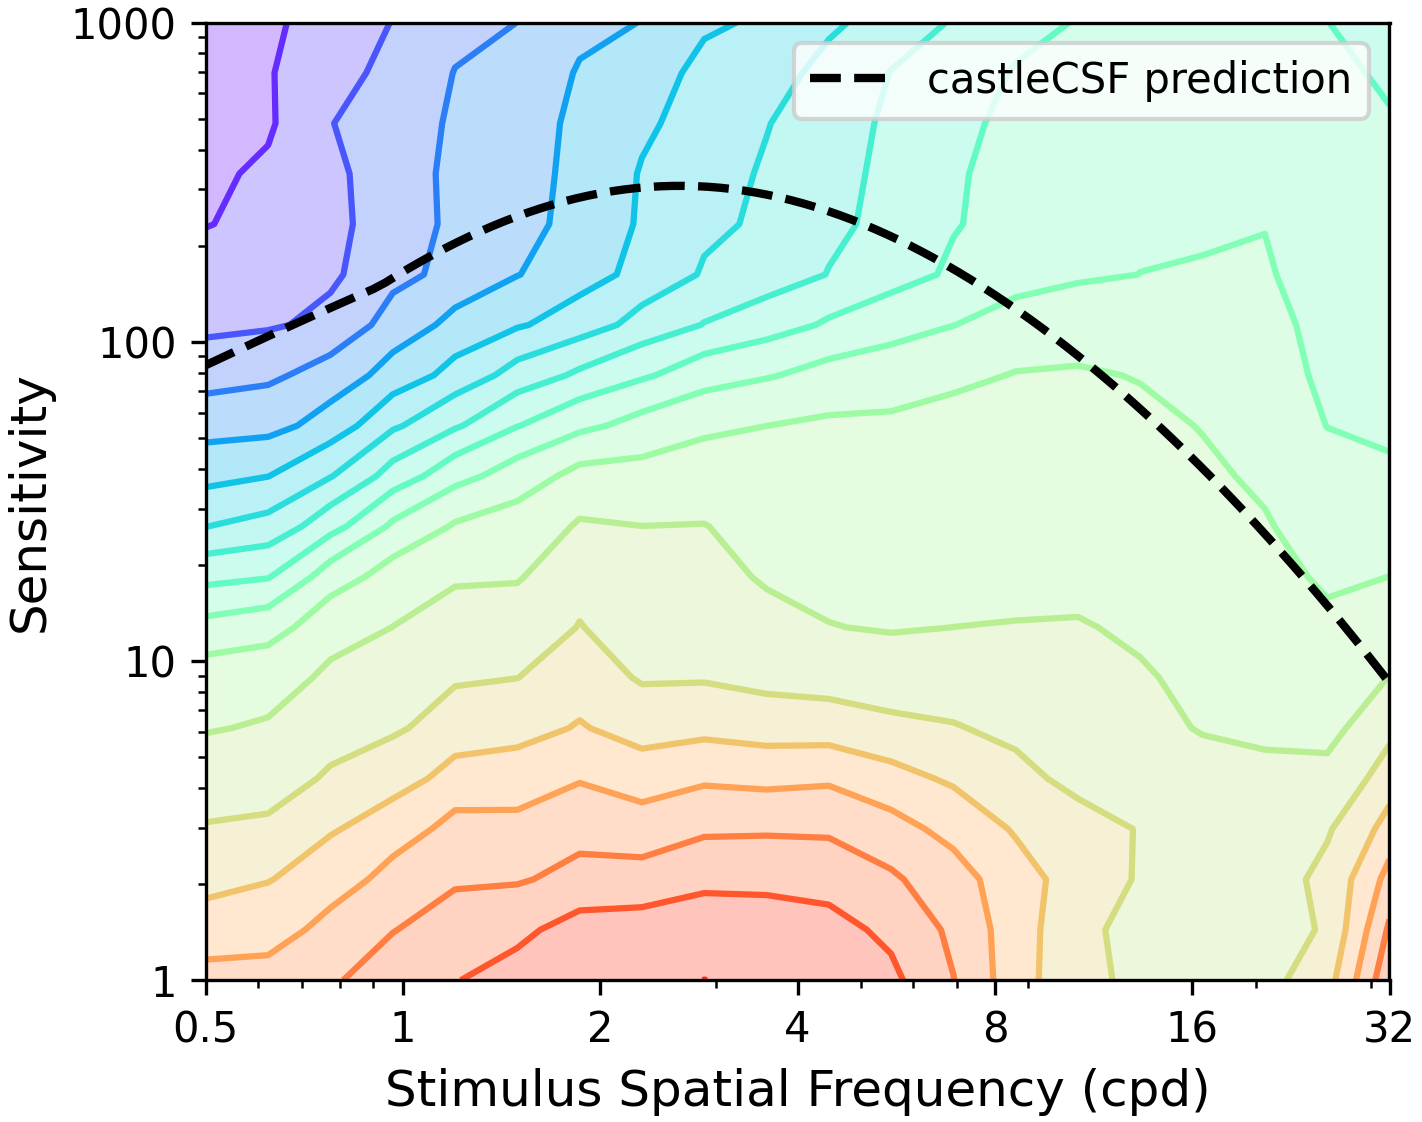 1000
castleCSF prediction
100
Sensitivity
10
1
0.5 1 2 4 8 16 32
Stimulus Spatial Frequency (cpd)